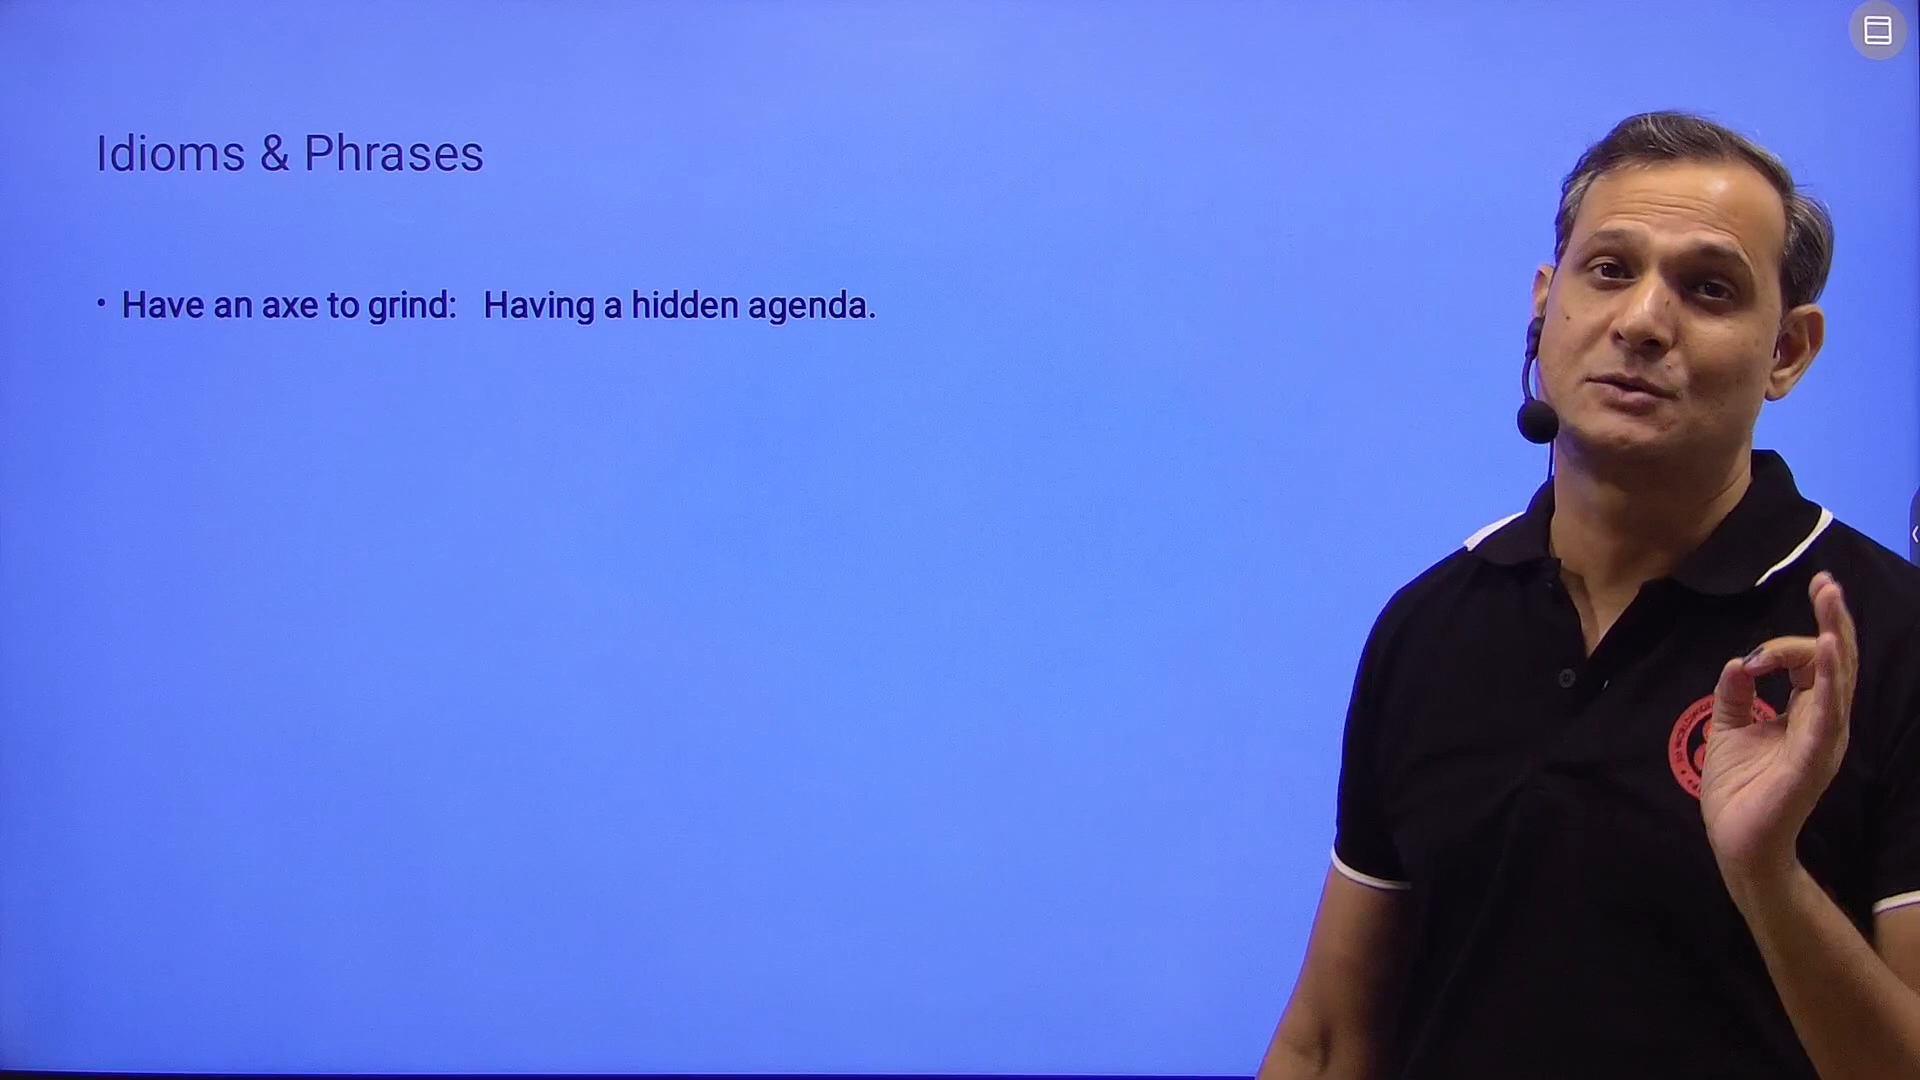 Idioms & Phrases
• Have an axe to grind: Having a hidden agenda.